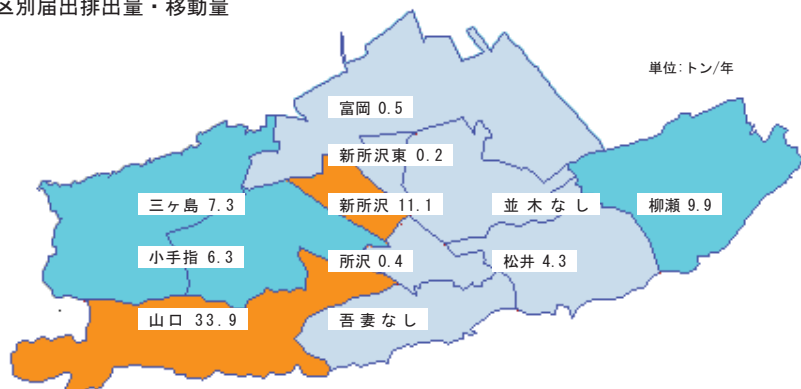 区別届出排出量・移動量
単位:トン/年
富岡 0.5
新所沢東 0.2
三ヶ島 7.3
新所沢 11.1
並木なし
柳瀬 9.9
小手指 6.3
所沢 0.4
松井 4.3
山口 33.9
吾妻なし